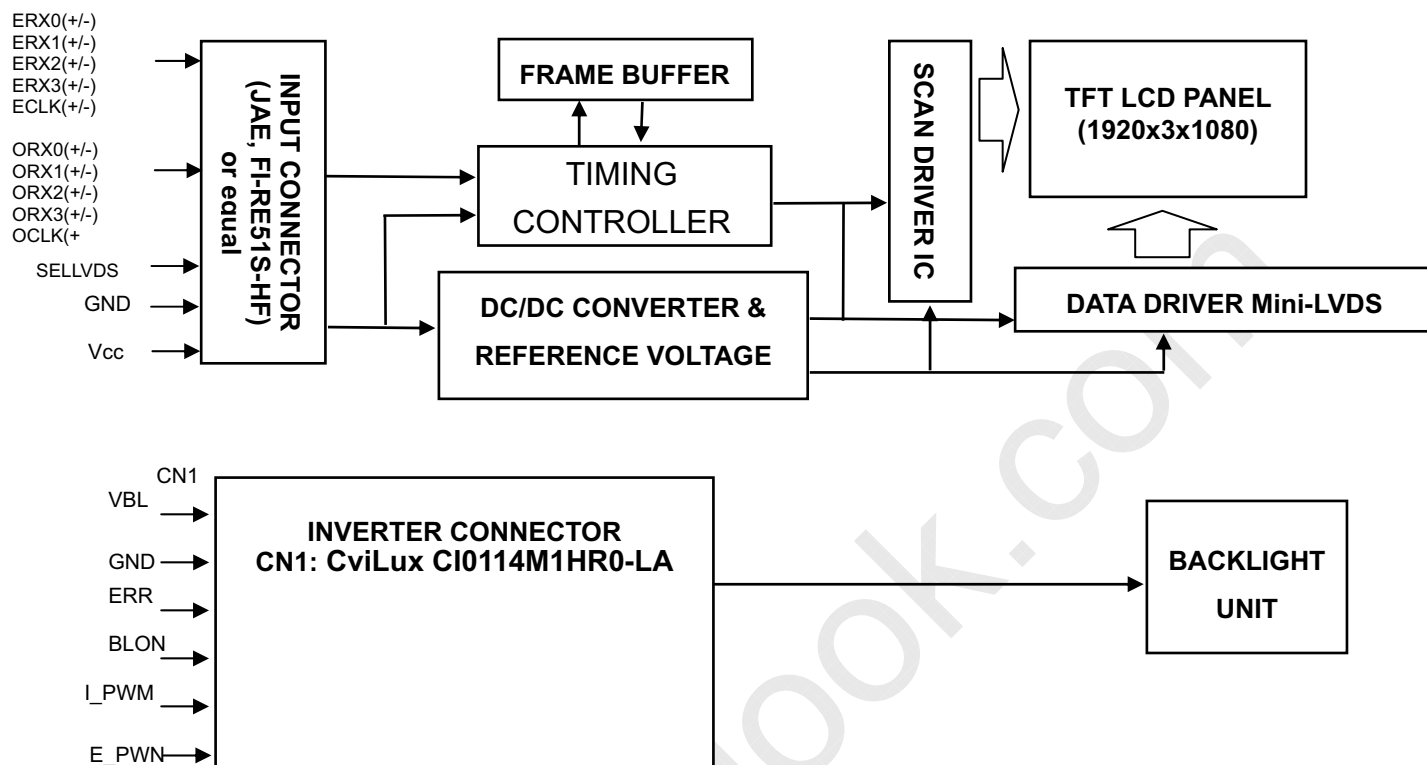 ERX0(+/-)
ERX1(+/-)
ERX2(+/-)
ERX3(+/-)
ECLK(+/-)
ORX0(+/-)
ORX1(+/-)
ORX2(+/-)
ORX3(+/-)
OCLK(+
SELLVDS
GND
Vcc
INPUT CONNECTOR
(JAE, FI-RE51S-HF)
or equal
FRAME BUFFER
TIMING
CONTROLLER
DC/DC CONVERTER &
REFERENCE VOLTAGE
SCAN DRIVER IC
TFT LCD PANEL
(1920x3x1080)
DATA DRIVER Mini-LVDS
CN1
VBL
GND
ERR
BLON
I_PWM
E_PWN
INVERTER CONNECTOR
CN1: CviLux CI0114M1HR0-LA
BACKLIGHT
UNIT
look.com